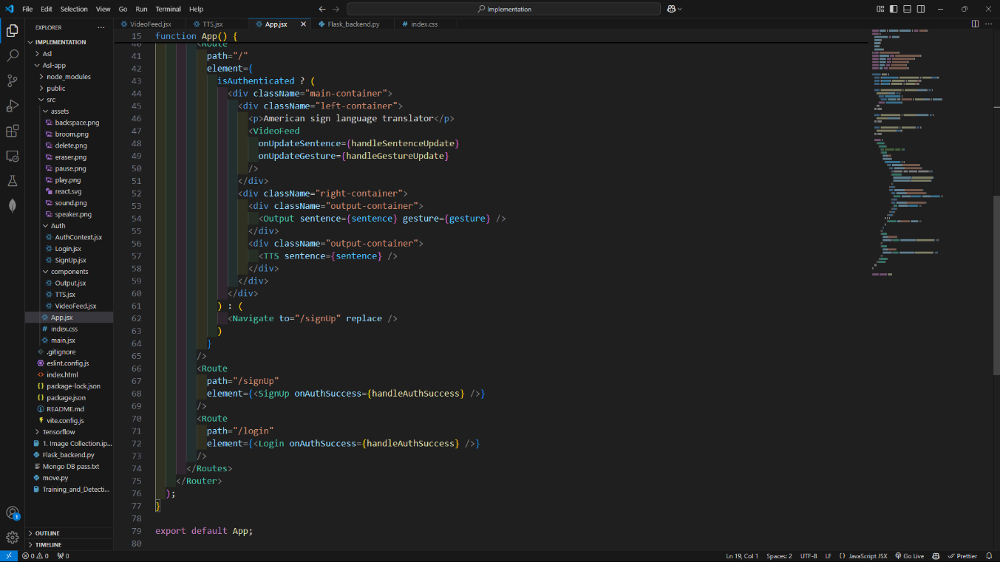 File Edit Selection View Go Run Terminal Help
Implementation
EXPLORER
IMPLEMENTATION
Asl
Asl-app
node_modules
public
src
assets
backspace.png
broom.png
delete.png
eraser.png
pause.png
play.png
react.svg
sound.png
speaker.png
Auth
AuthContext.jsx
Login.jsx
SignUp.jsx
components
Output.jsx
TTS.jsx
VideoFeed.jsx
App.jsx
index.css
main.jsx
.gitignore
eslint.config.js
index.html
package-lock.json
package.json
README.md
vite.config.js
Tensorflow
1. Image Collection.ip...
Flask_backend.py
Mongo DB pass.txt
move.py
Training_and_Detecti...
OUTLINE
TIMELINE
VideoFeed.jsx TTS.jsx App.jsx Flask_backend.py index.css
15 function App() {
40 <Route
41 path="/"
42 element={
43 isAuthenticated ? (
44 <div className="main-container">
45 <div className="left-container">
46 <p>American sign language translator</p>
47 <VideoFeed
48 onUpdateSentence={handleSentenceUpdate}
49 onUpdateGesture={handleGestureUpdate}
50 />
51 </div>
52 <div className="right-container">
53 <div className="output-container">
54 <Output sentence={sentence} gesture={gesture} />
55 </div>
56 <div className="output-container">
57 <TTS sentence={sentence} />
58 </div>
59 </div>
60 </div>
61 ) : (
62 <Navigate to="/signUp" replace />
63 )
64 }
65 />
66 <Route
67 path="/signUp"
68 element={<SignUp onAuthSuccess={handleAuthSuccess} />}
69 />
70 <Route
71 path="/login"
72 element={<Login onAuthSuccess={handleAuthSuccess} />}
73 />
74 </Routes>
75 </Router>
76 );
77 }
78
79 export default App;
80
1
0 0 0 Ln 19, Col 1 Spaces: 2 UTF-8 LF {} JavaScript JSX Go Live Prettier